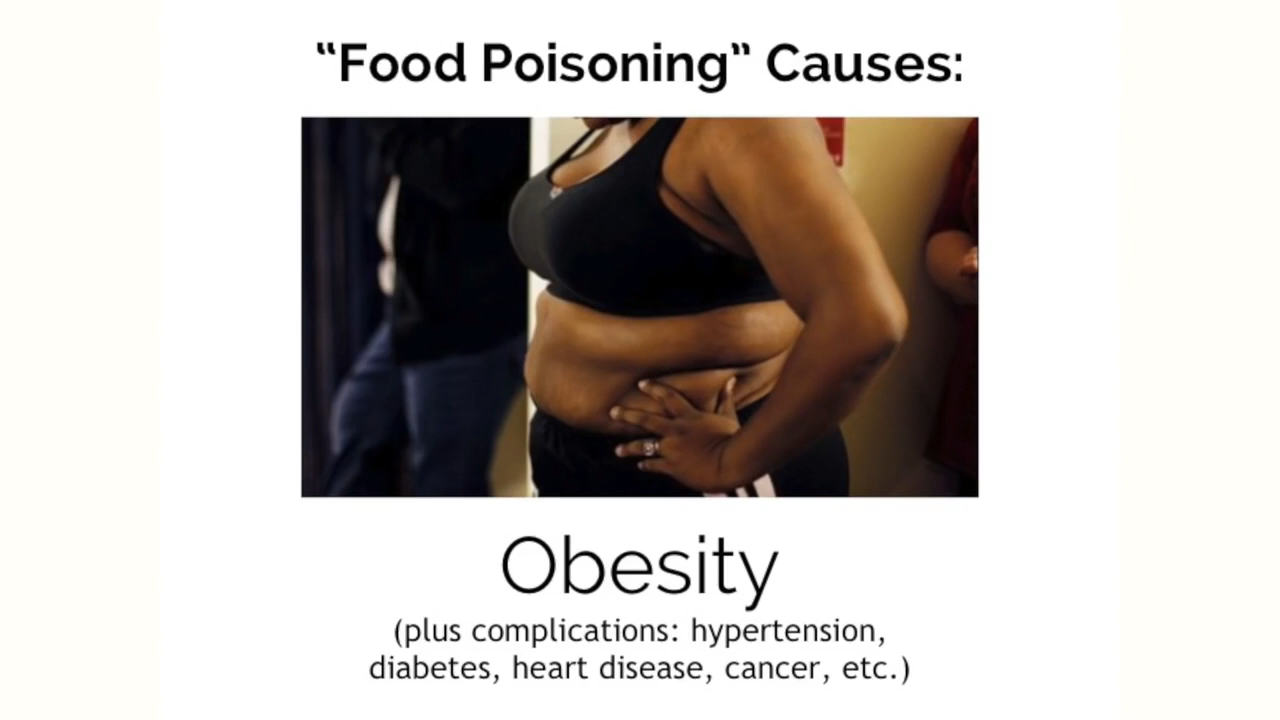 “Food Poisoning” Causes:
Obesity
(plus complications: hypertension,
diabetes, heart disease, cancer, etc.)